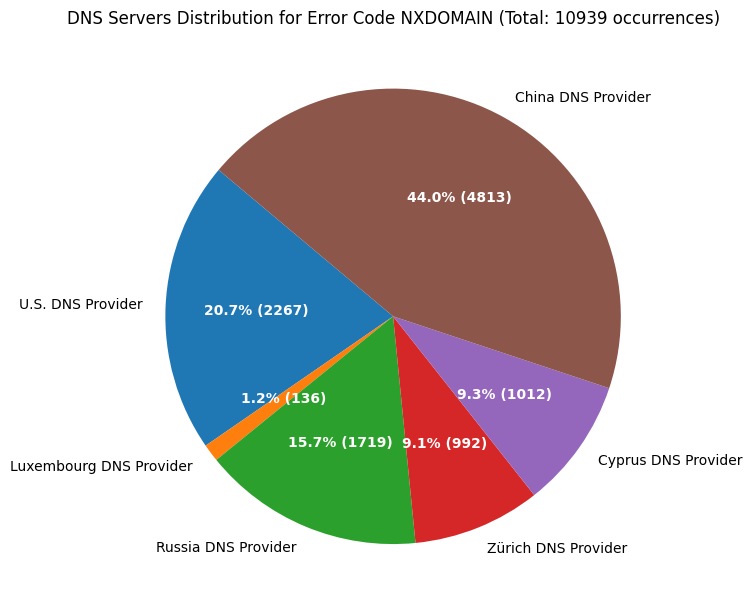 DNS Servers Distribution for Error Code NXDOMAIN (Total: 10939 occurrences)
China DNS Provider
44.0% (4813)
U.S. DNS Provider
20.7% (2267)
1.2% (136)
Luxembourg DNS Provider
15.7% (1719)
Russia DNS Provider
9.1% (992)
Zürich DNS Provider
9.3% (1012)
Cyprus DNS Provider